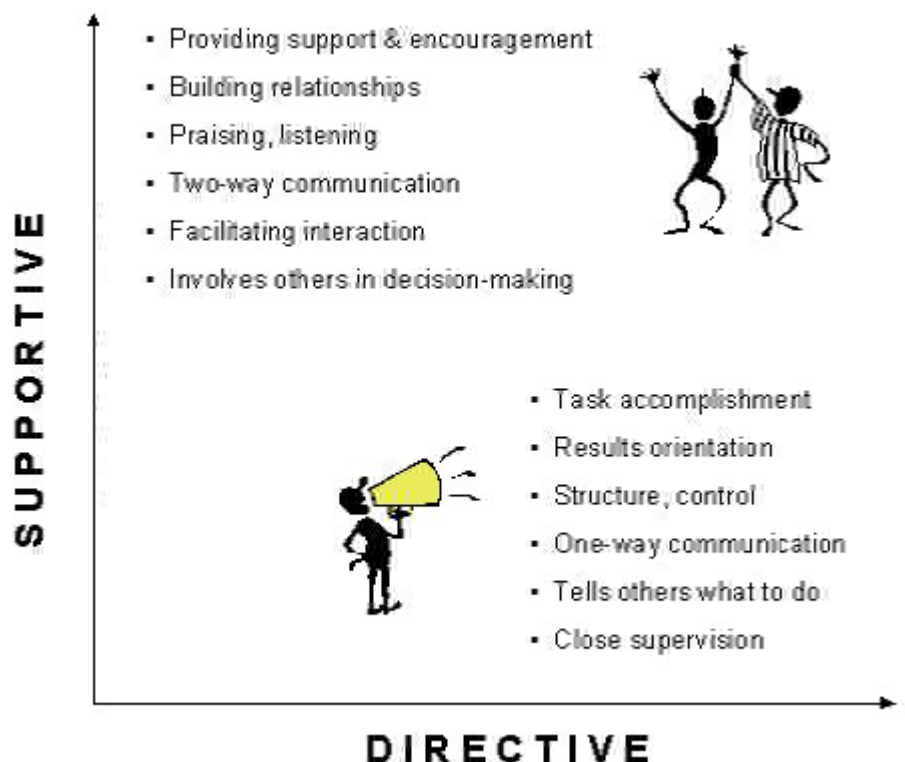 ▪ Providing support & encouragement
▪ Building relationships
▪ Praising, listening
▪ Two-way communication
▪ Facilitating interaction
▪ Involves others in decision-making
SUPPORTIVE
▪ Task accomplishment
▪ Results orientation
▪ Structure, control
▪ One-way communication
▪ Tells others what to do
▪ Close supervision
DIRECTIVE